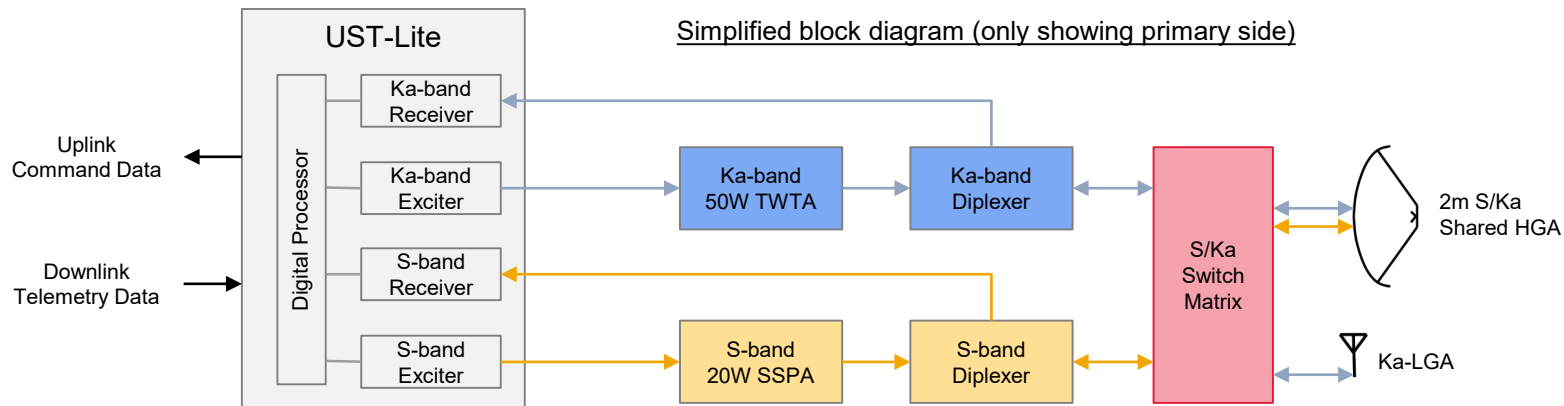 UST-Lite
Simplified block diagram (only showing primary side)
Ka-band
Receiver
Uplink
Command Data
Ka-band
Exciter
Ka-band
50W TWTA
Ka-band
Diplexer
2m S/Ka
Shared HGA
Digital Processor
S/Ka
Switch
Matrix
Downlink
Telemetry Data
S-band
Receiver
S-band
Exciter
S-band
20W SSPA
S-band
Diplexer
Ka-LGA